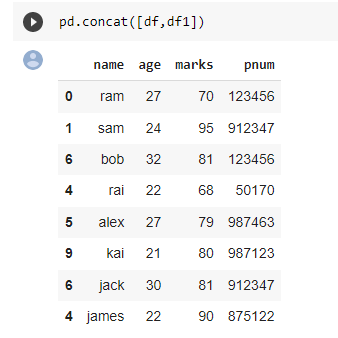 pd.concat([df,df1])
name age marks pnum
0 ram 27 70 123456
1 sam 24 95 912347
6 bob 32 81 123456
4 rai 22 68 50170
5 alex 27 79 987463
9 kai 21 80 987123
6 jack 30 81 912347
4 james 22 90 875122